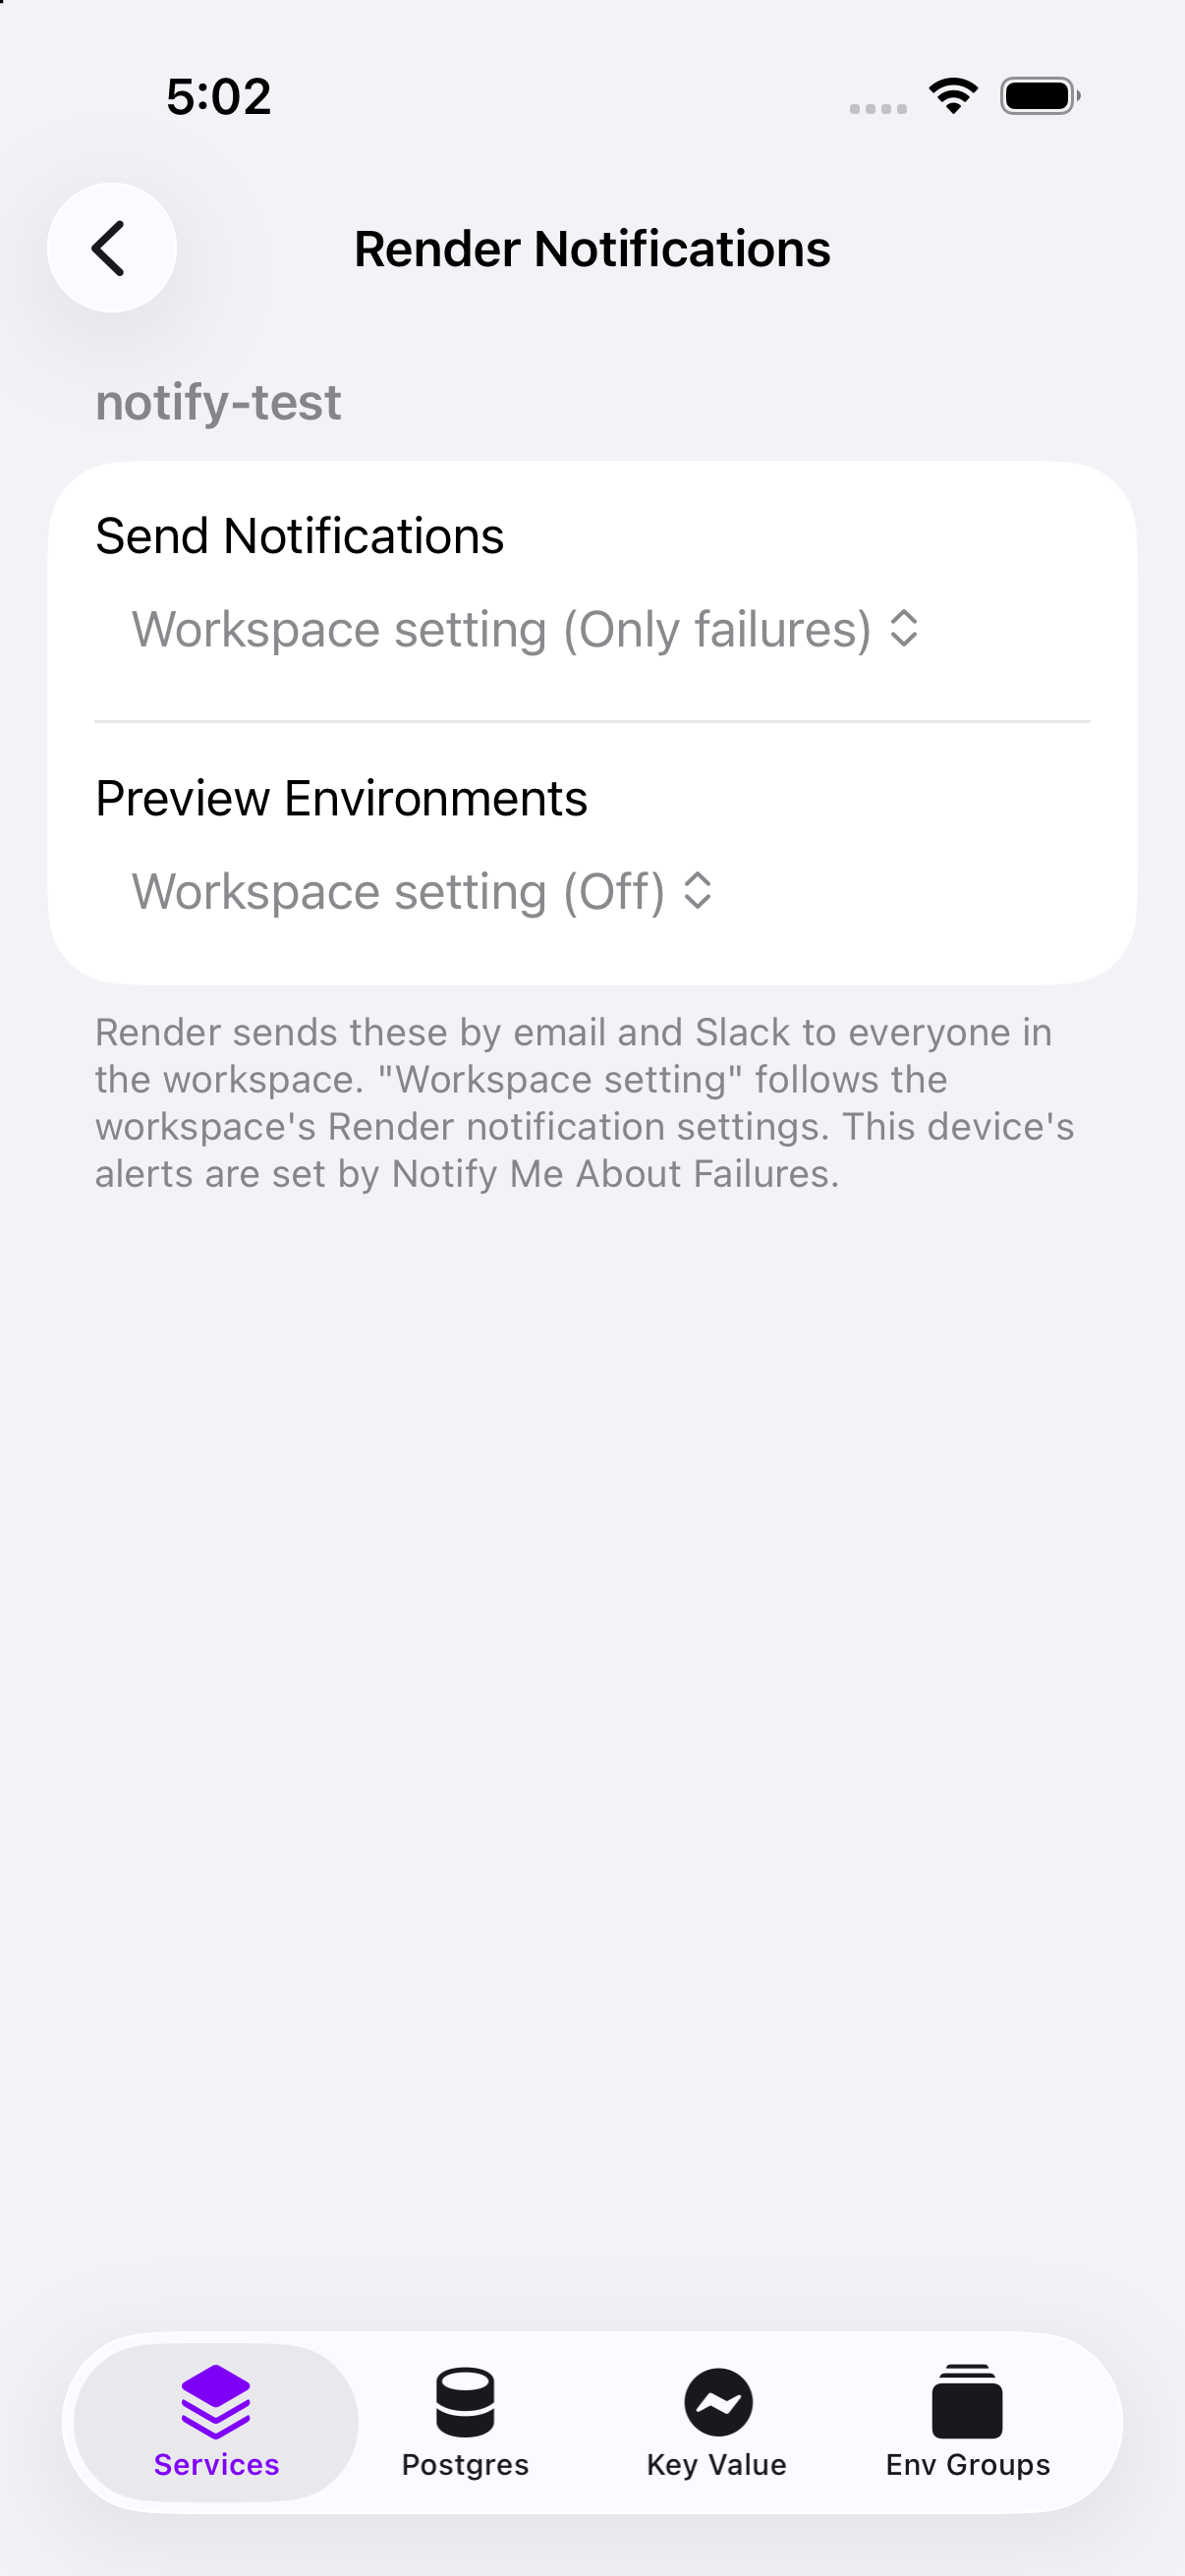 5:02
Render Notifications
notify-test
Send Notifications
Workspace setting (Only failures)
Preview Environments
Workspace setting (Off)
Render sends these by email and Slack to everyone in
the workspace. "Workspace setting" follows the
workspace's Render notification settings. This device's
alerts are set by Notify Me About Failures.
Services
Postgres
Key Value
Env Groups